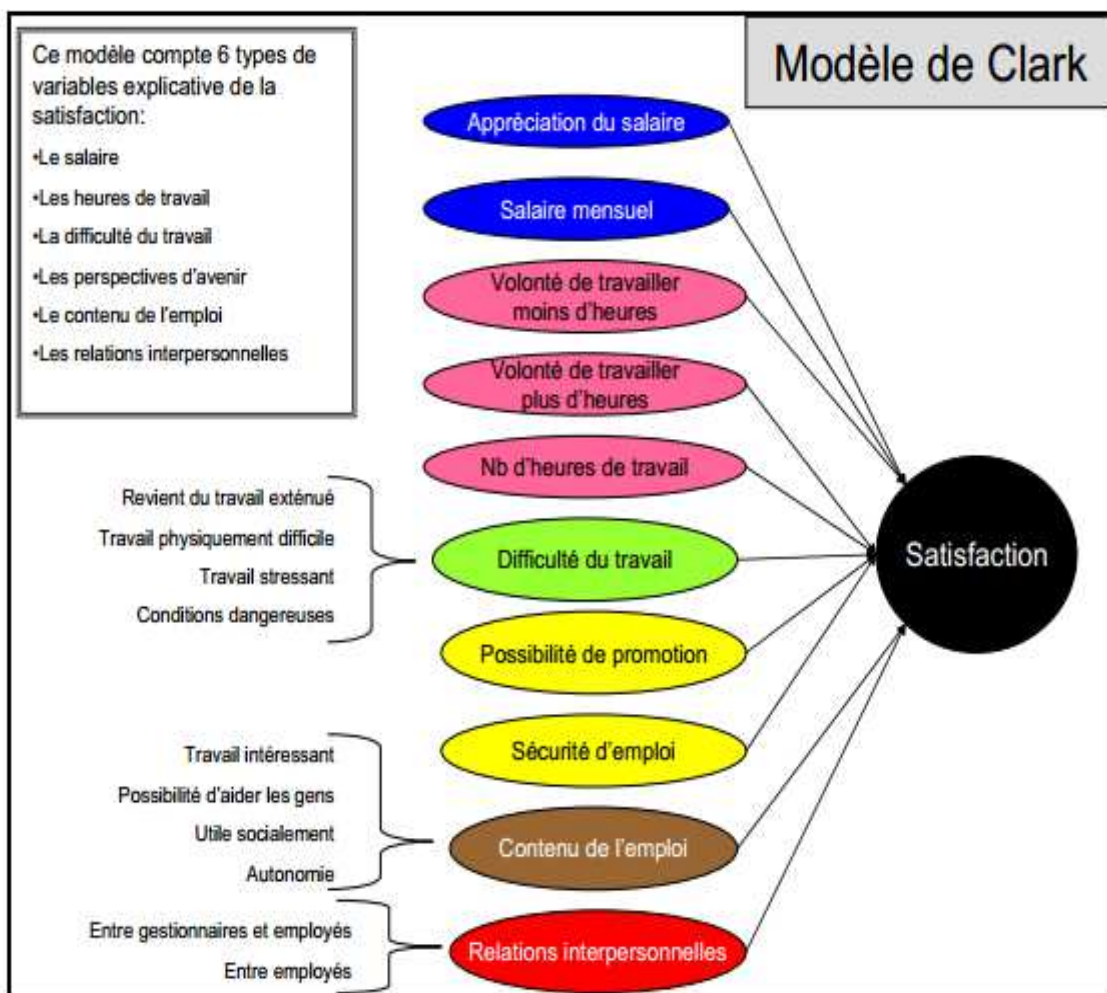 Modèle de Clark
Ce modèle compte 6 types de
variables explicative de la
satisfaction:
•Le salaire
•Les heures de travail
•La difficulté du travail
•Les perspectives d'avenir
•Le contenu de l'emploi
•Les relations interpersonnelles
Appréciation du salaire
Salaire mensuel
Volonté de travailler
moins d'heures
Volonté de travailler
plus d'heures
Nb d'heures de travail
Revient du travail exténué
Travail physiquement difficile
Travail stressant
Conditions dangereuses
Difficulté du travail
Possibilité de promotion
Sécurité d'emploi
Travail intéressant
Possibilité d'aider les gens
Utile socialement
Autonomie
Contenu de l'emploi
Entre gestionnaires et employés
Entre employés
Relations interpersonnelles
Satisfaction